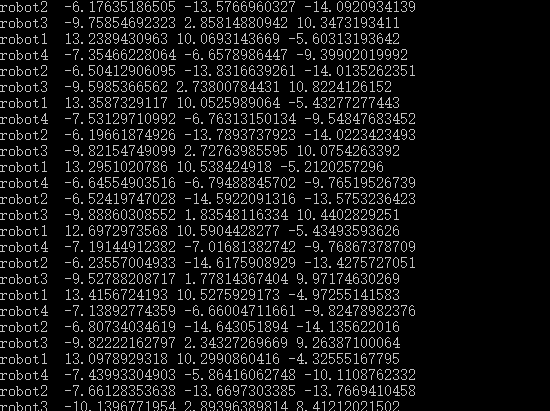 robot2  -6.17635186505 -13.5766960327 -14.0920934139
robot3  -9.75854692323 2.85814880942 10.3473193411
robot1  13.2389430963 10.0693143669 -5.60313193642
robot4  -7.35466228064 -6.6578986447 -9.39902019992
robot2  -6.50412906095 -13.8316639261 -14.0135262351
robot3  -9.5985366562 2.73800784431 10.8224126152
robot1  13.3587329117 10.0525989064 -5.43277277443
robot4  -7.53129710992 -6.76313150134 -9.54847683452
robot2  -6.19661874926 -13.7893737923 -14.0223423493
robot3  -9.82154749099 2.72763985595 10.0754263392
robot1  13.2951020786 10.538424918 -5.2120257296
robot4  -6.64554903516 -6.79488845702 -9.76519526739
robot2  -6.52419747028 -14.5922091316 -13.5753236423
robot3  -9.88860308552 1.83548116334 10.4402829251
robot1  12.6972973568 10.5904428277 -5.43493593626
robot4  -7.19144912382 -7.01681382742 -9.76867378709
robot2  -6.23557004933 -14.6175908929 -13.4275727051
robot3  -9.52788208717 1.77814367404 9.97174630269
robot1  13.4156724193 10.5275929173 -4.97255141583
robot4  -7.13892774359 -6.66004711661 -9.82478982376
robot2  -6.80734034619 -14.643051894 -14.135622016
robot3  -9.82222162797 2.34327269669 9.26387100064
robot1  13.0978929318 10.2990860416 -4.32555167795
robot4  -7.43993304903 -5.86416062748 -10.1108762332
robot2  -7.66128353638 -13.6697303385 -13.7669410458
robot3  -10.1396771954 2.89396389814 8.41212021502